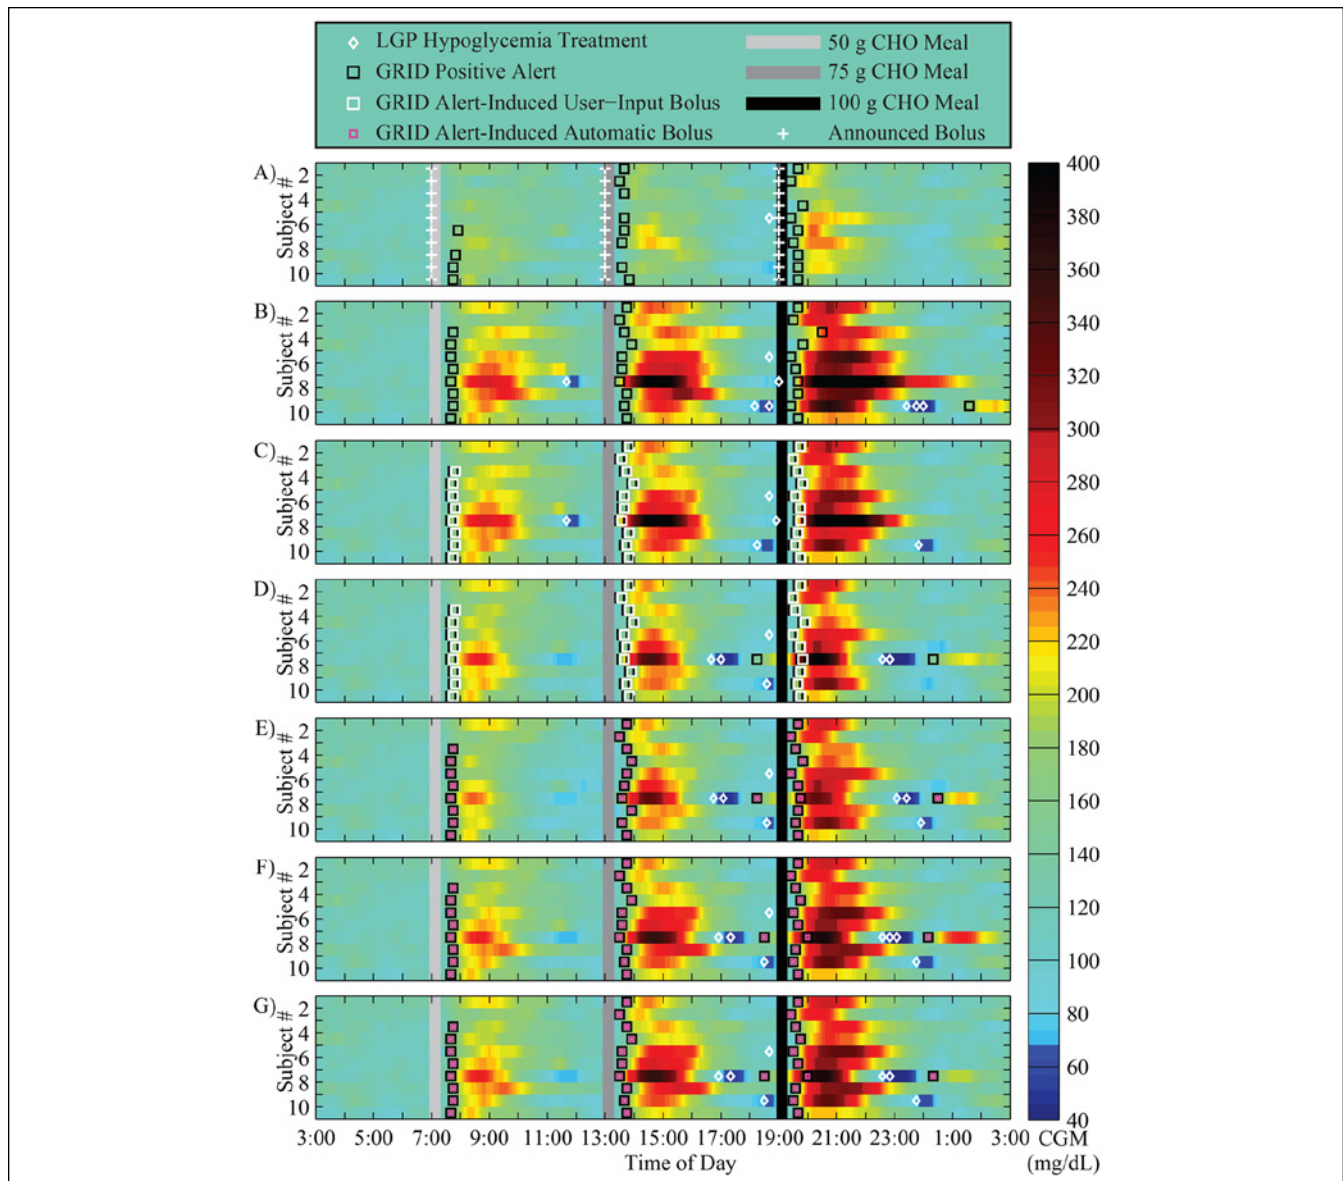 LGP Hypoglycemia Treatment 50 g CHO Meal
GRID Positive Alert 75 g CHO Meal
GRID Alert-Induced User-Input Bolus 100 g CHO Meal
GRID Alert-Induced Automatic Bolus Announced Bolus
A) Subject # 2 4 6 8 10
B) Subject # 2 4 6 8 10
C) Subject # 2 4 6 8 10
D) Subject # 2 4 6 8 10
E) Subject # 2 4 6 8 10
F) Subject # 2 4 6 8 10
G) Subject # 2 4 6 8 10
400
380
360
340
320
300
280
260
240
220
200
180
160
140
120
100
80
60
40
3:00 5:00 7:00 9:00 11:00 13:00 15:00 17:00 19:00 21:00 23:00 1:00 3:00
Time of Day
CGM
(mg/dL)